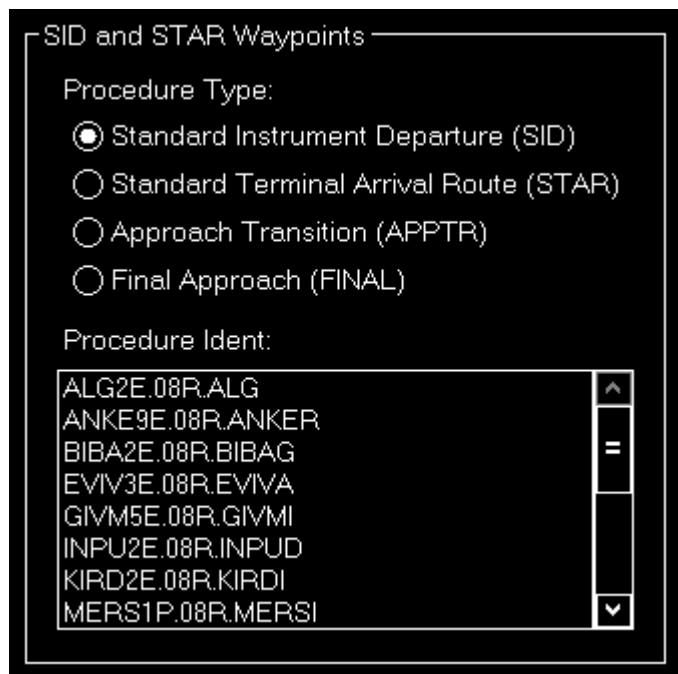 SID and STAR Waypoints
Procedure Type:
Standard Instrument Departure (SID)
Standard Terminal Arrival Route (STAR)
Approach Transition (APPTR)
Final Approach (FINAL)
Procedure Ident:
ALG2E.08R.ALG
ANKE9E.08R.ANKER
BIBA2E.08R.BIBAG
EVIV3E.08R.EVIVA
GIVM5E.08R.GIVMI
INPU2E.08R.INPUD
KIRD2E.08R.KIRDI
MERS1P.08R.MERSI